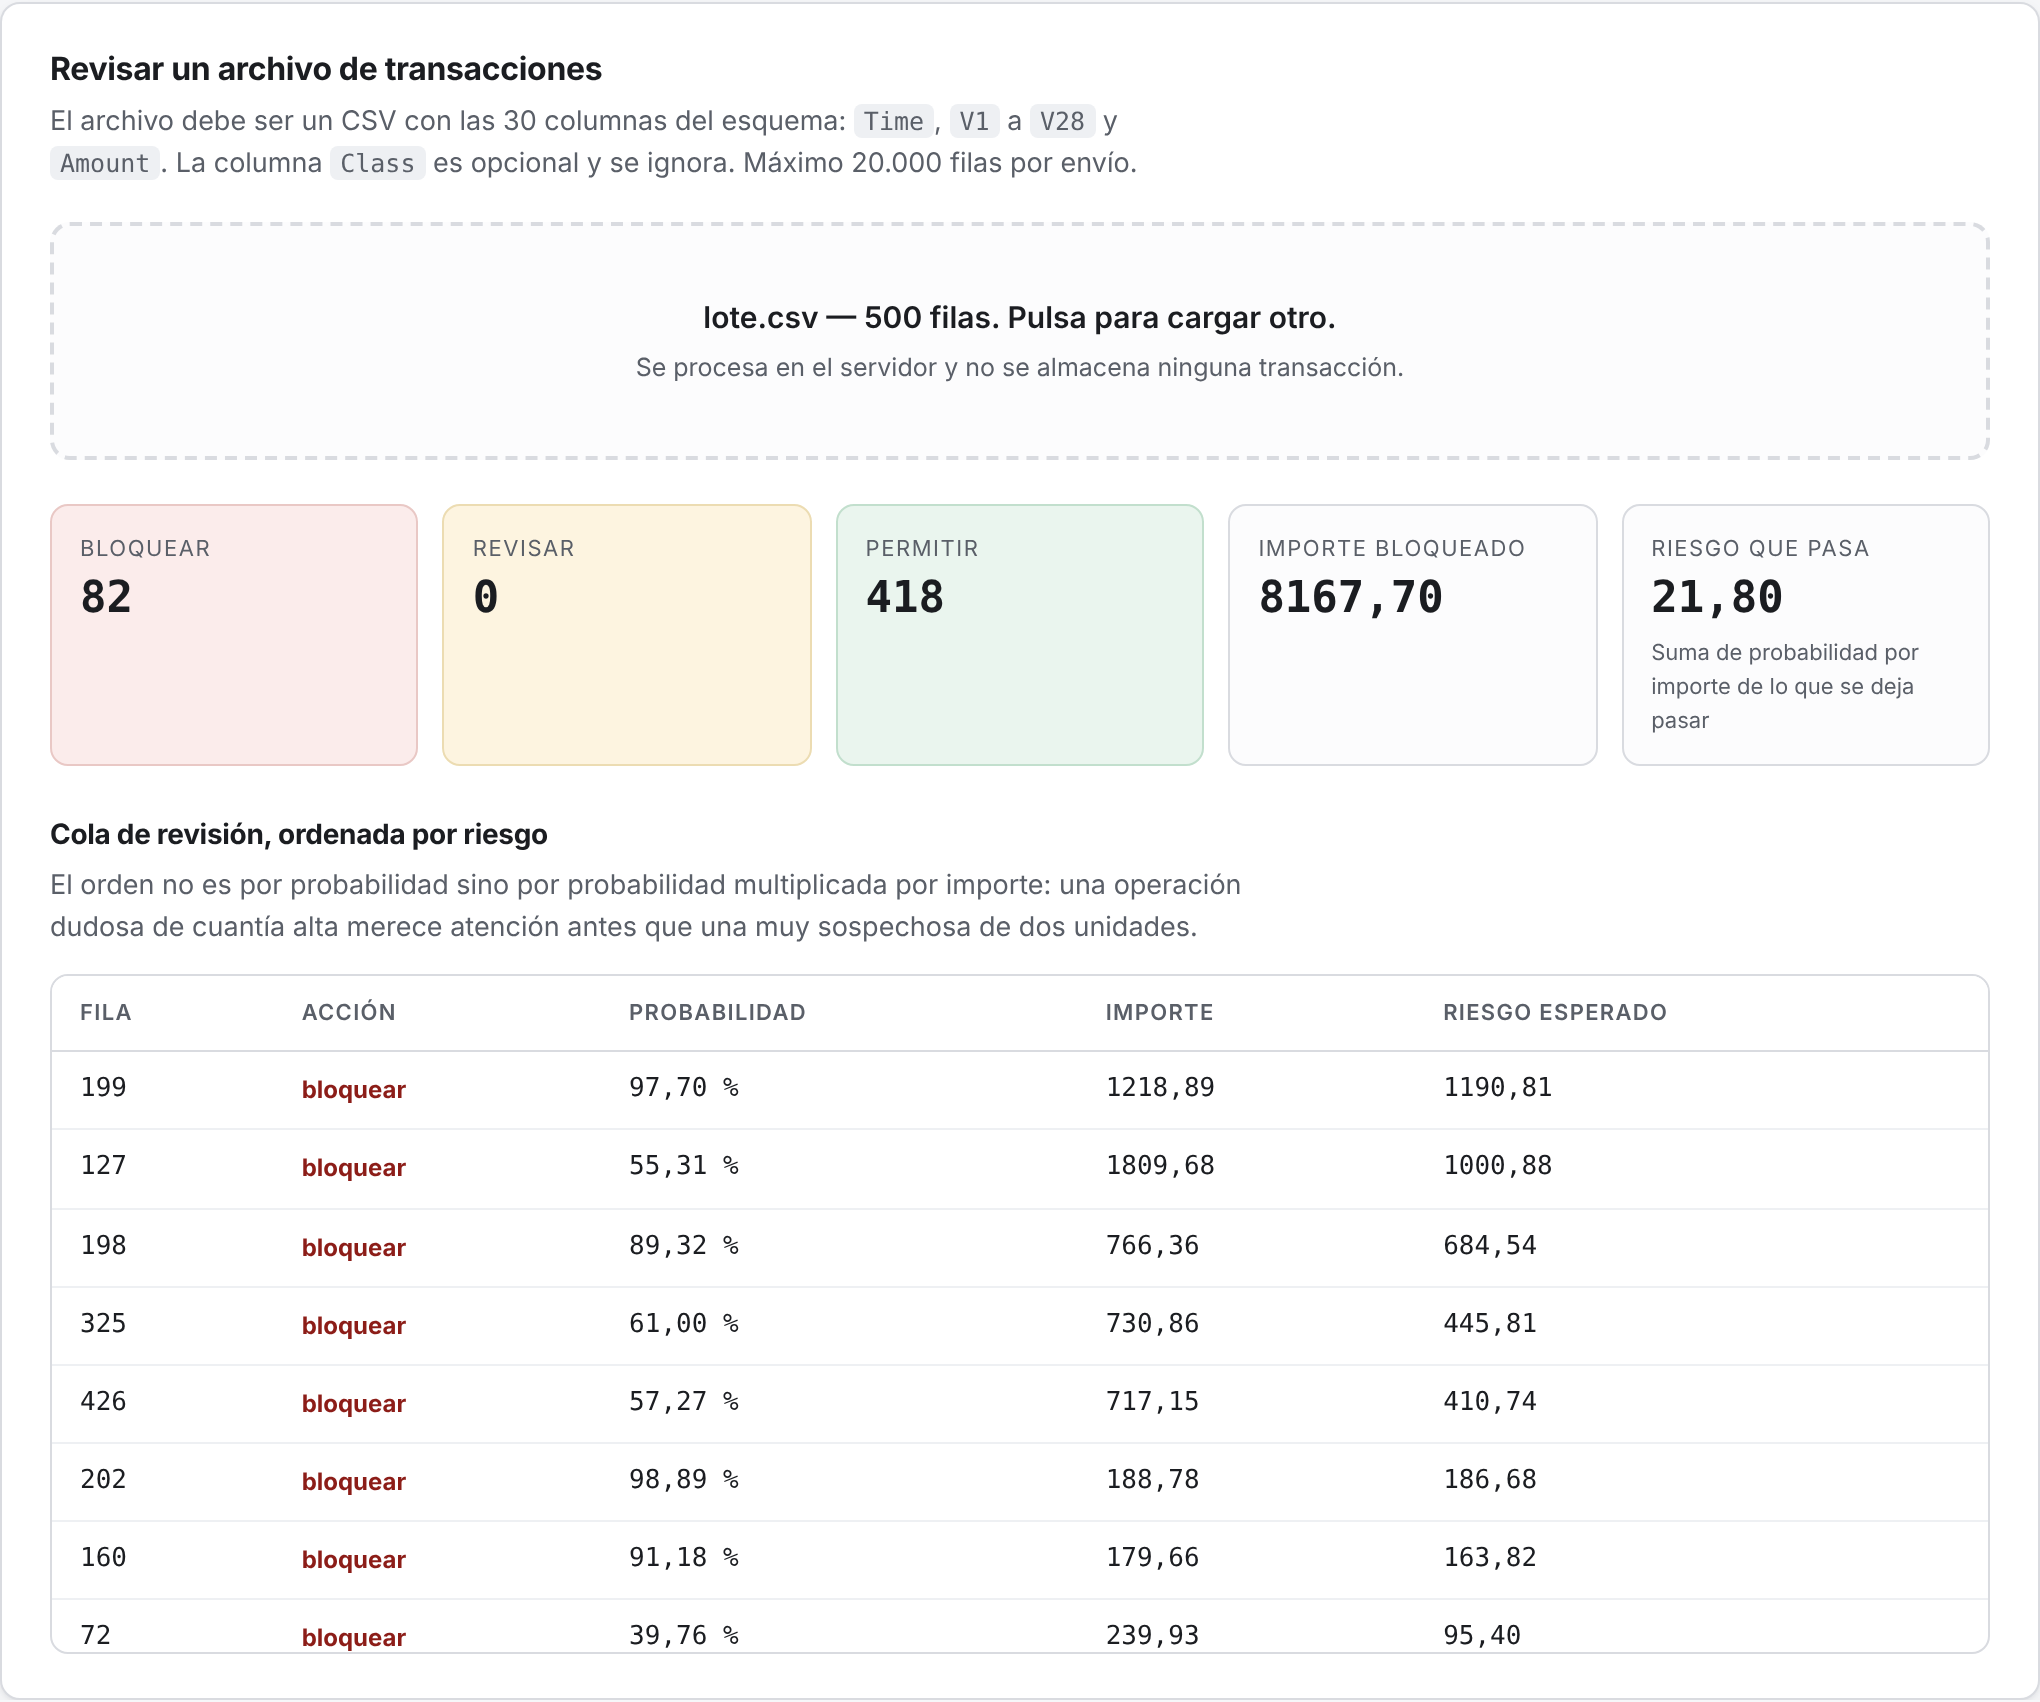 Revisar un archivo de transacciones
El archivo debe ser un CSV con las 30 columnas del esquema: Time, V1 a V28 y
Amount. La columna Class es opcional y se ignora. Máximo 20.000 filas por envío.
lote.csv — 500 filas. Pulsa para cargar otro.
Se procesa en el servidor y no se almacena ninguna transacción.
BLOQUEAR
82
REVISAR
0
PERMITIR
418
IMPORTE BLOQUEADO
8167,70
RIESGO QUE PASA
21,80
Suma de probabilidad por
importe de lo que se deja
pasar
Cola de revisión, ordenada por riesgo
El orden no es por probabilidad sino por probabilidad multiplicada por importe: una operación
dudosa de cuantía alta merece atención antes que una muy sospechosa de dos unidades.
FILA ACCIÓN PROBABILIDAD IMPORTE RIESGO ESPERADO
199 bloquear 97,70 % 1218,89 1190,81
127 bloquear 55,31 % 1809,68 1000,88
198 bloquear 89,32 % 766,36 684,54
325 bloquear 61,00 % 730,86 445,81
426 bloquear 57,27 % 717,15 410,74
202 bloquear 98,89 % 188,78 186,68
160 bloquear 91,18 % 179,66 163,82
72 bloquear 39,76 % 239,93 95,40